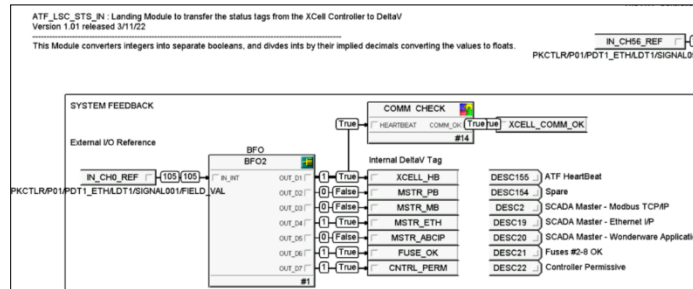 ATF_LSC_STS_IN : Landing Module to transfer the status tags from the XCell Controller to DeltaV
Version 1.01 released 3/11/22
This Module converters integers into separate booleans, and divdes ints by their implied decimals converting the values to floats.
IN_CH56_REF
PKCTLR/P01/PDT1_ETH/LDT1/SIGNAL0
SYSTEM FEEDBACK
COMM CHECK
True HEARTBEAT COMM_OK True True XCELL_COMM_OK
#14
External I/O Reference
BFO
BFO2
Internal DeltaV Tag
IN_CH0_REF 105 105 IN_INT OUT_D1 1 True XCELL_HB DESC155 ATF HeartBeat
PKCTLR/P01/PDT1_ETH/LDT1/SIGNAL001/FIELD_VAL
OUT_D2 0 False MSTR_PB DESC154 Spare
OUT_D3 0 False MSTR_MB DESC2 SCADA Master - Modbus TCP/IP
OUT_D4 1 True MSTR_ETH DESC19 SCADA Master - Ethernet I/P
OUT_D5 0 False MSTR_ABCIP DESC20 SCADA Master - Wonderware Applicati
OUT_D6 1 True FUSE_OK DESC21 Fuses #2-8 OK
OUT_D7 1 True CNTRL_PERM DESC22 Controller Permissive
#1